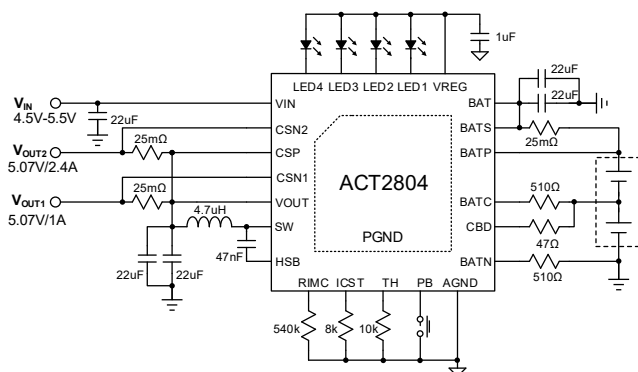 1uF
LED4 LED3 LED2 LED1 VREG
22uF
22uF
VIN
4.5V-5.5V
22uF
VIN
BAT
CSN2
BATS
25mΩ
VOUT2
5.07V/2.4A
25mΩ
CSP
BATP
CSN1
ACT2804
VOUT1
5.07V/1A
25mΩ
VOUT
BATC
510Ω
4.7uH
SW
CBD
47Ω
PGND
22uF
22uF
47nF
HSB
BATN
510Ω
RIMC ICST TH PB AGND
540k
8k
10k